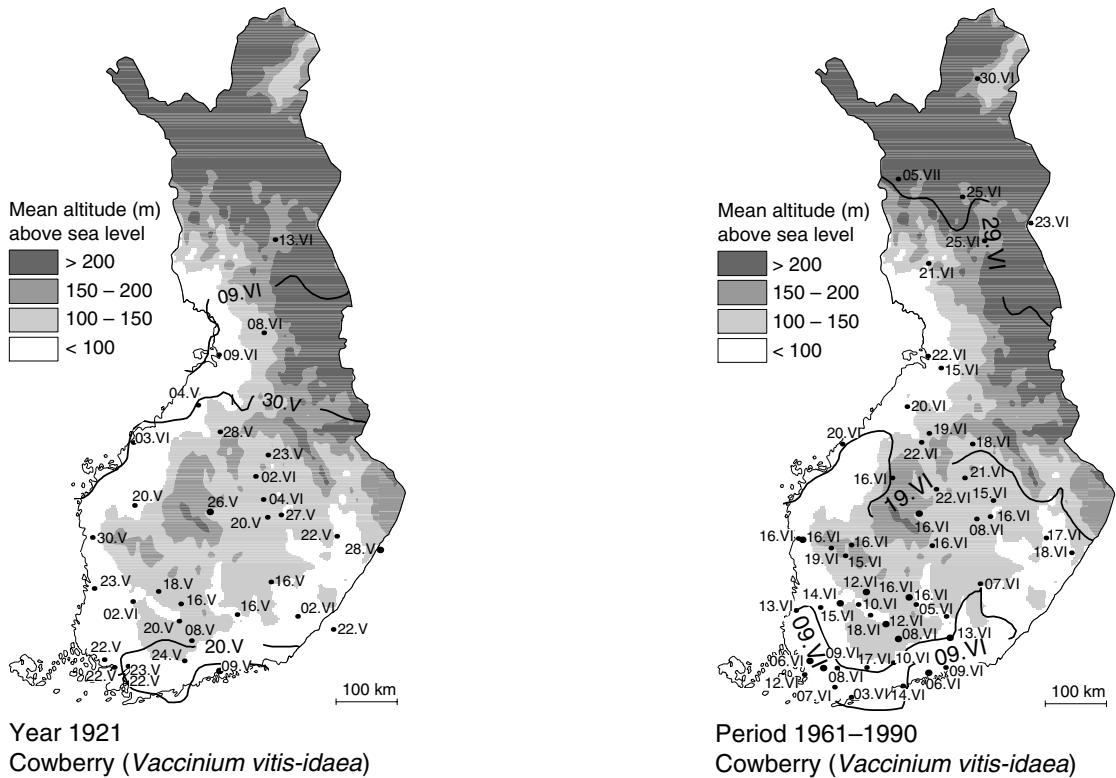 Mean altitude (m)
above sea level
> 200
150 – 200
100 – 150
< 100
13.VI
09.VI
08.VI
09.VI
04.V
30.V
03.VI
28.V
23.V
02.VI
20.V
26.V
04.VI
20.V
27.V
30.V
22.V
28.V
23.V
18.V
16.V
02.VI
16.V
16.V
02.VI
20.V
08.V
22.V
20.V
24.V
22.V
22.V
23.V
09.V
22.V
100 km
Year 1921
Cowberry (Vaccinium vitis-idaea)
30.VI
05.VII
25.VI
23.VI
29.VI
25.VI
21.VI
Mean altitude (m)
above sea level
> 200
150 – 200
100 – 150
< 100
22.VI
15.VI
20.VI
20.VI
19.VI
18.VI
22.VI
16.VI
21.VI
19.VI
22.VI
15.VI
16.VI
16.VI
08.VI
16.VI
16.VI
16.VI
16.VI
17.VI
19.VI
15.VI
18.VI
12.VI
16.VI
07.VI
13.VI
14.VI
15.VI
10.VI
16.VI
05.VI
18.VI
12.VI
09.VI
08.VI
13.VI
09.VI
06.VI
09.VI
17.VI
10.VI
09.VI
12.VI
08.VI
06.VI
07.VI
03.VI
14.VI
100 km
Period 1961–1990
Cowberry (Vaccinium vitis-idaea)